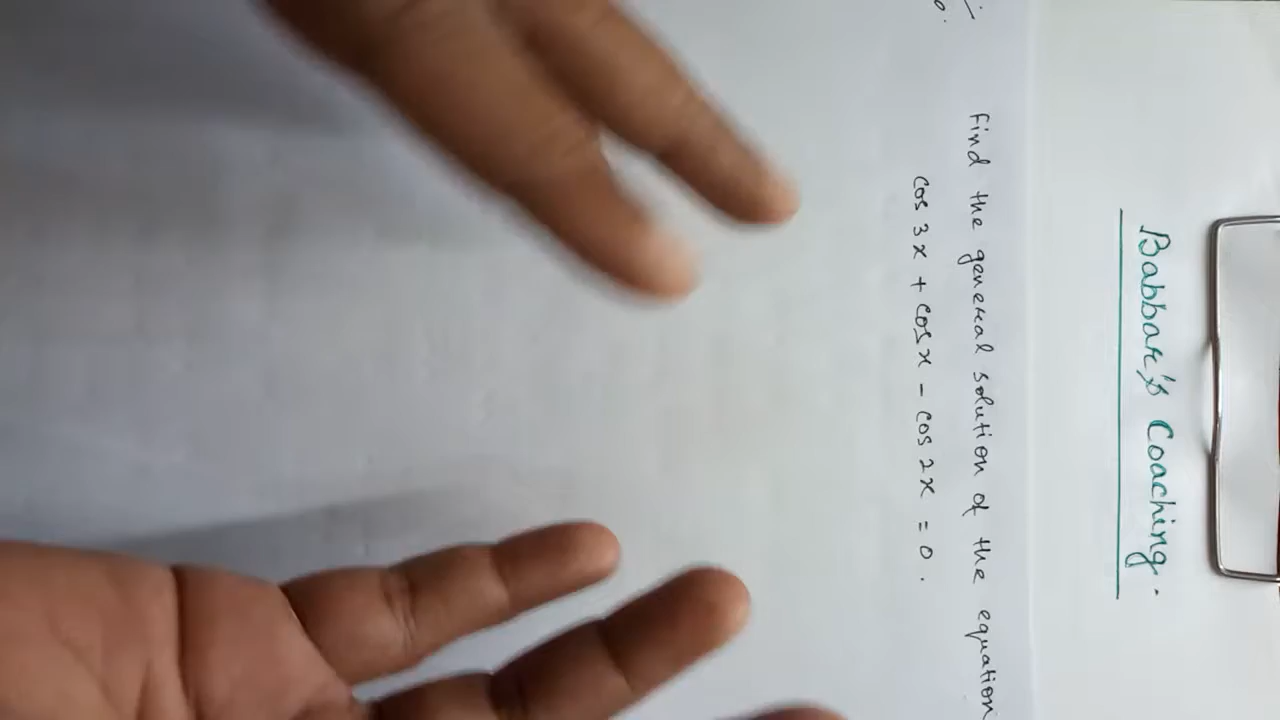 Babbar's Coaching.
Find the general solution of the equation
cos 3x + cos x - cos 2x = 0.